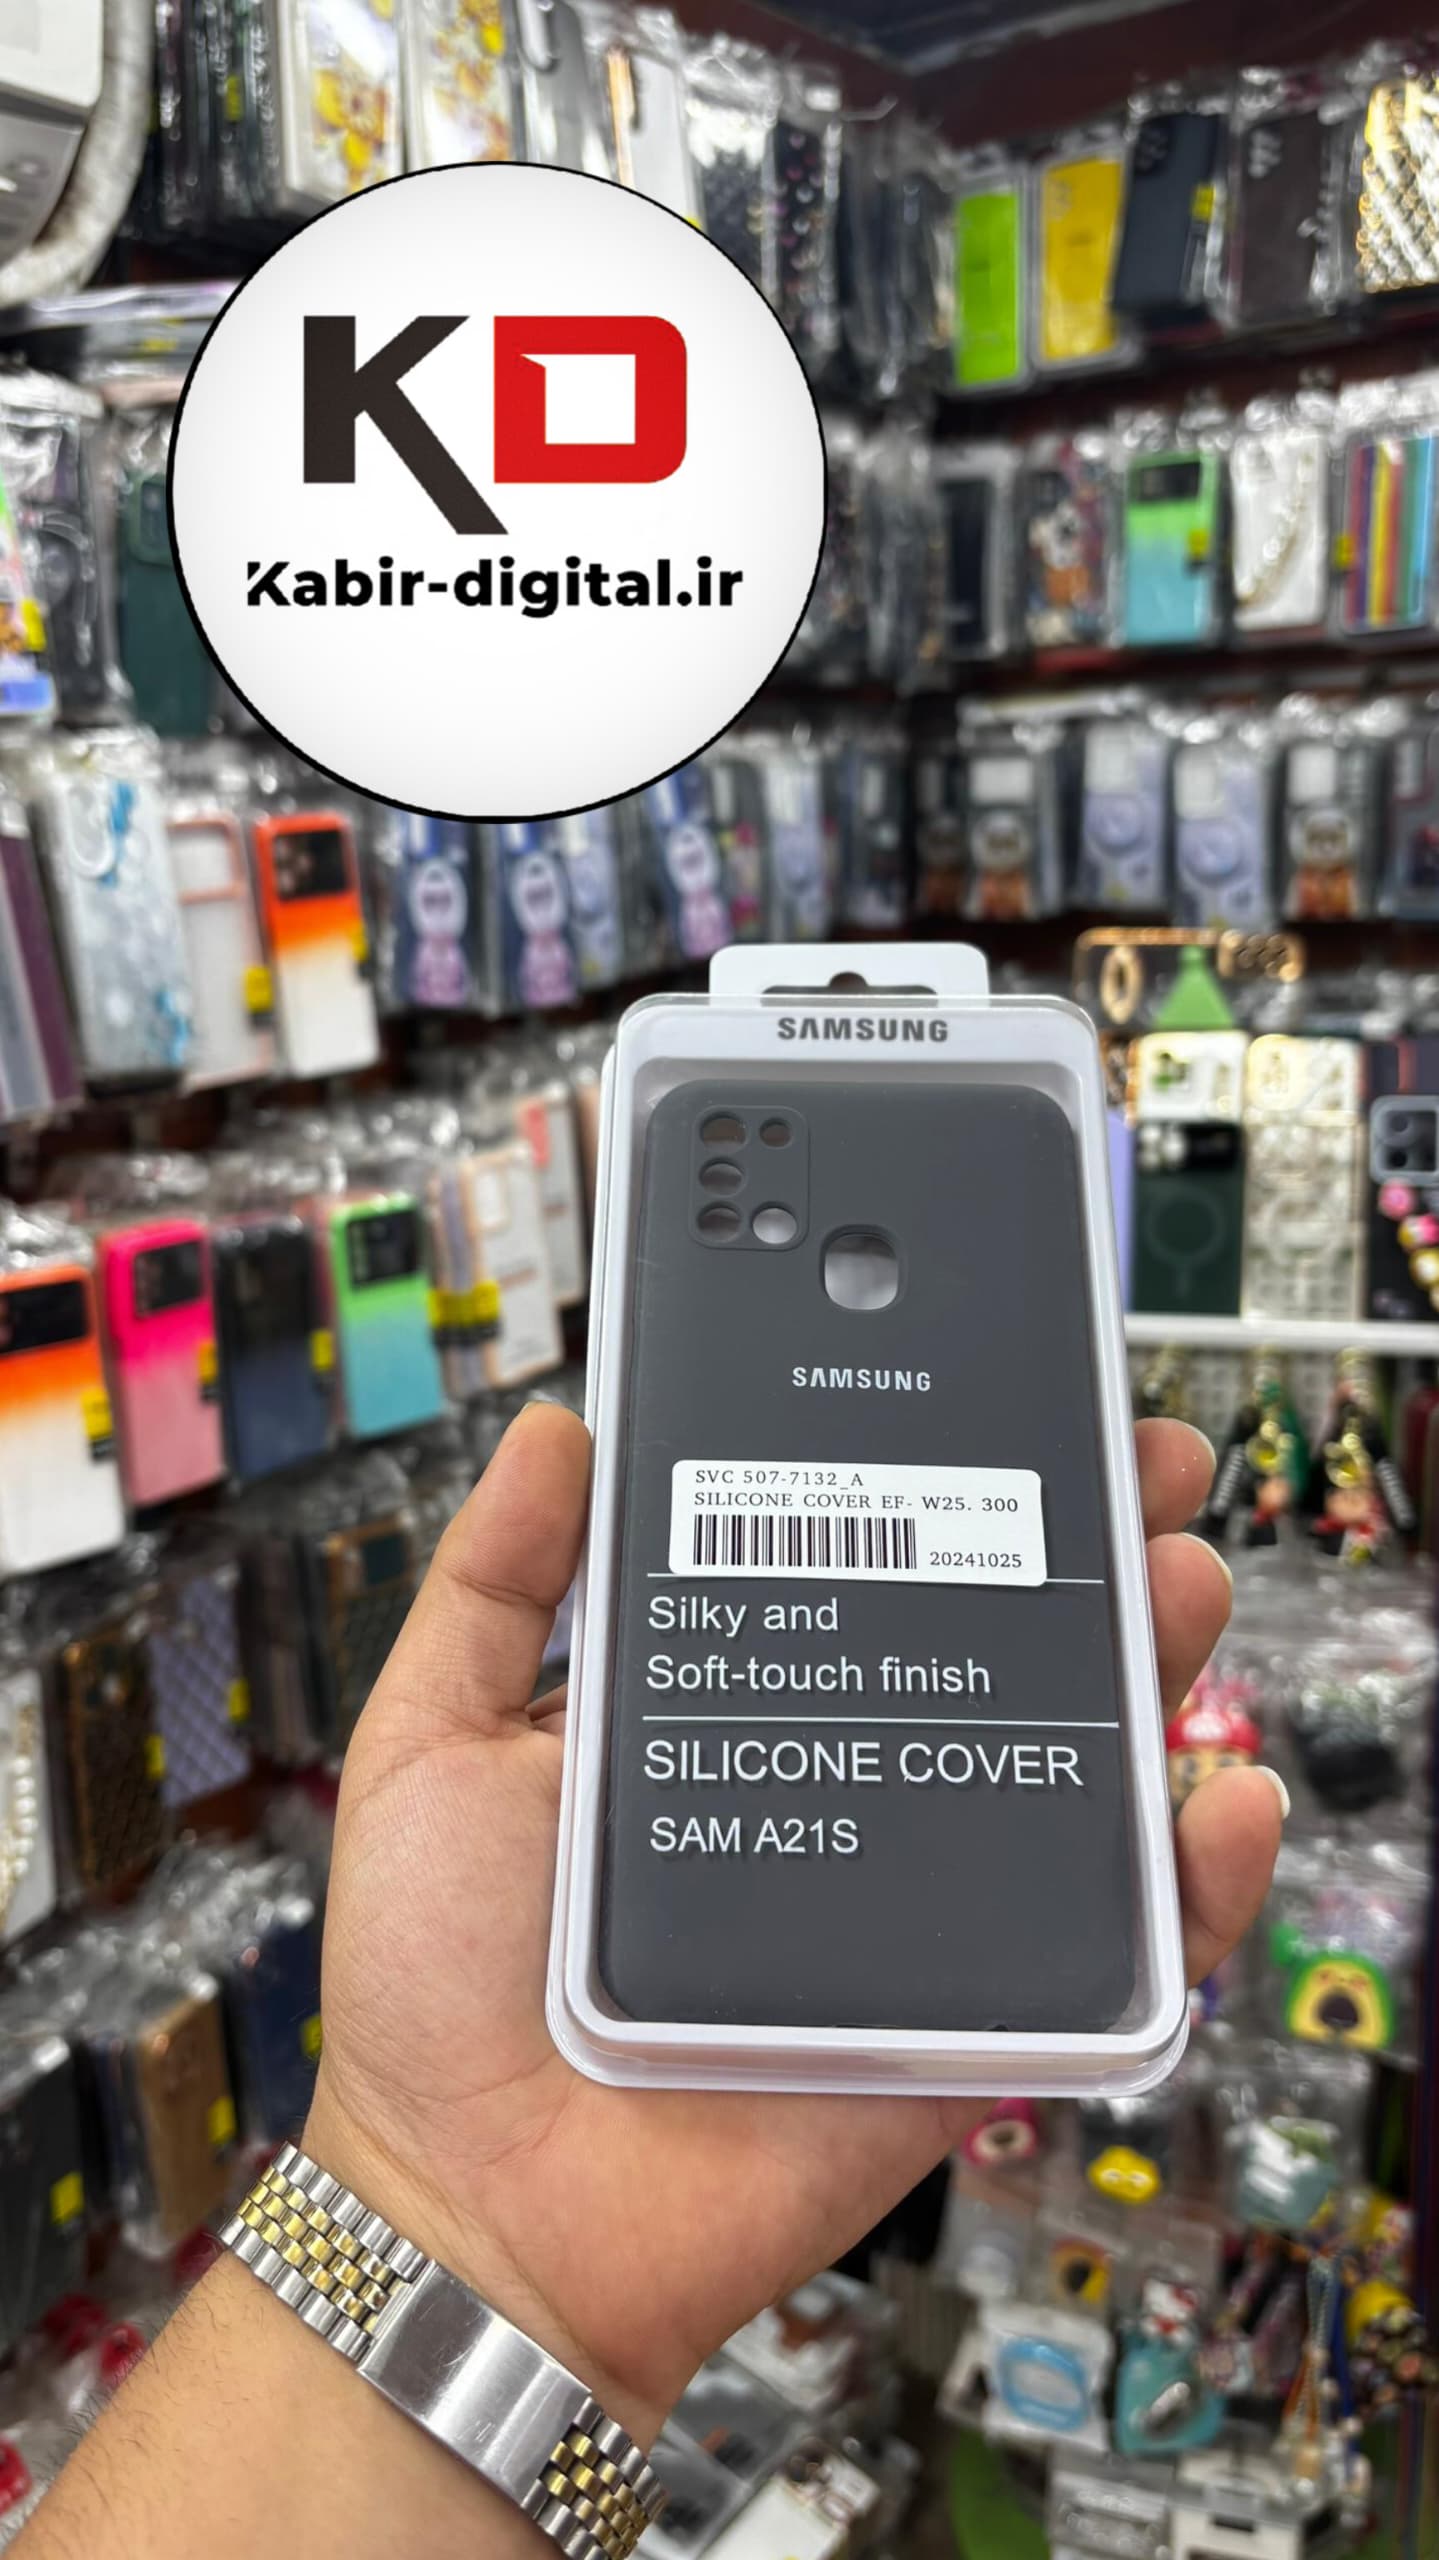 KD
Kabir-digital.ir
SAMSUNG
SAMSUNG
SVC 507-7132_A
SILICONE COVER EF- W25. 300
20241025
Silky and
Soft-touch finish
SILICONE COVER
SAM A21S